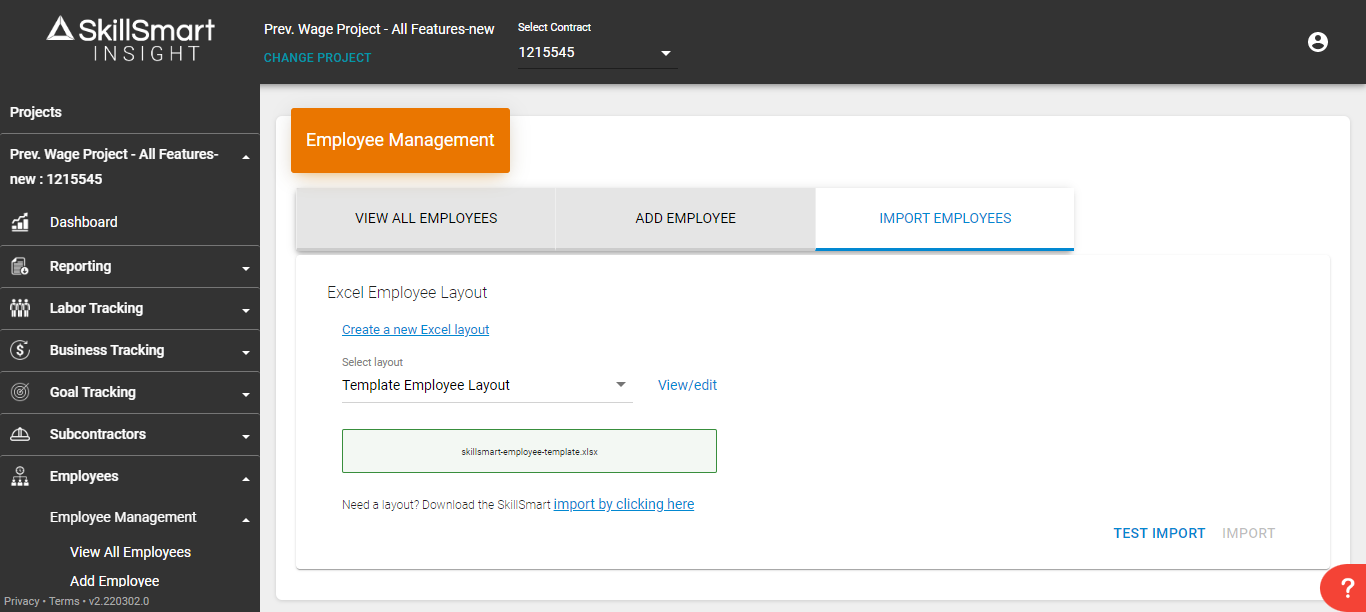 SkillSmart
INSIGHT
Prev. Wage Project - All Features-new
CHANGE PROJECT
Select Contract
1215545
Projects
Prev. Wage Project - All Features-
new : 1215545
Dashboard
Reporting
Labor Tracking
Business Tracking
Goal Tracking
Subcontractors
Employees
Employee Management
View All Employees
Add Employee
Privacy • Terms • v2.220302.0
Employee Management
VIEW ALL EMPLOYEES
ADD EMPLOYEE
IMPORT EMPLOYEES
Excel Employee Layout
Create a new Excel layout
Select layout
Template Employee Layout
View/edit
skillsmart-employee-template.xlsx
Need a layout? Download the SkillSmart import by clicking here
TEST IMPORT
IMPORT
?